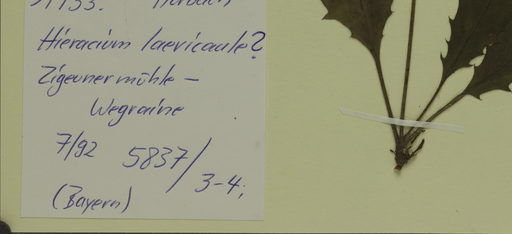 Hieracium laevicaule?
Zigeunermühle –
Wegraine
7/92 5837/3-4;
(Bayern)